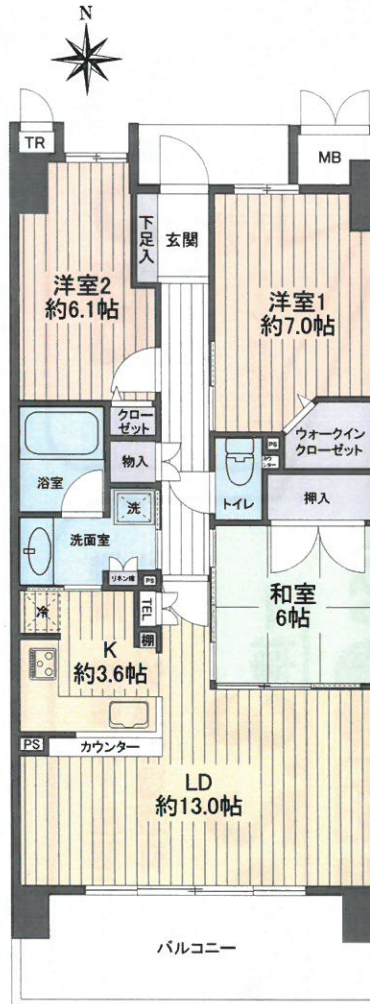 N
TR
MB
下足入
玄関
洋室2
約6.1帖
洋室1
約7.0帖
クロー
ゼット
物入
ウォークイン
クローゼット
PS
浴室
トイレ
押入
洗
洗面室
リネン庫
PS
和室
6帖
冷
TEL
棚
K
約3.6帖
PS
カウンター
LD
約13.0帖
バルコニー